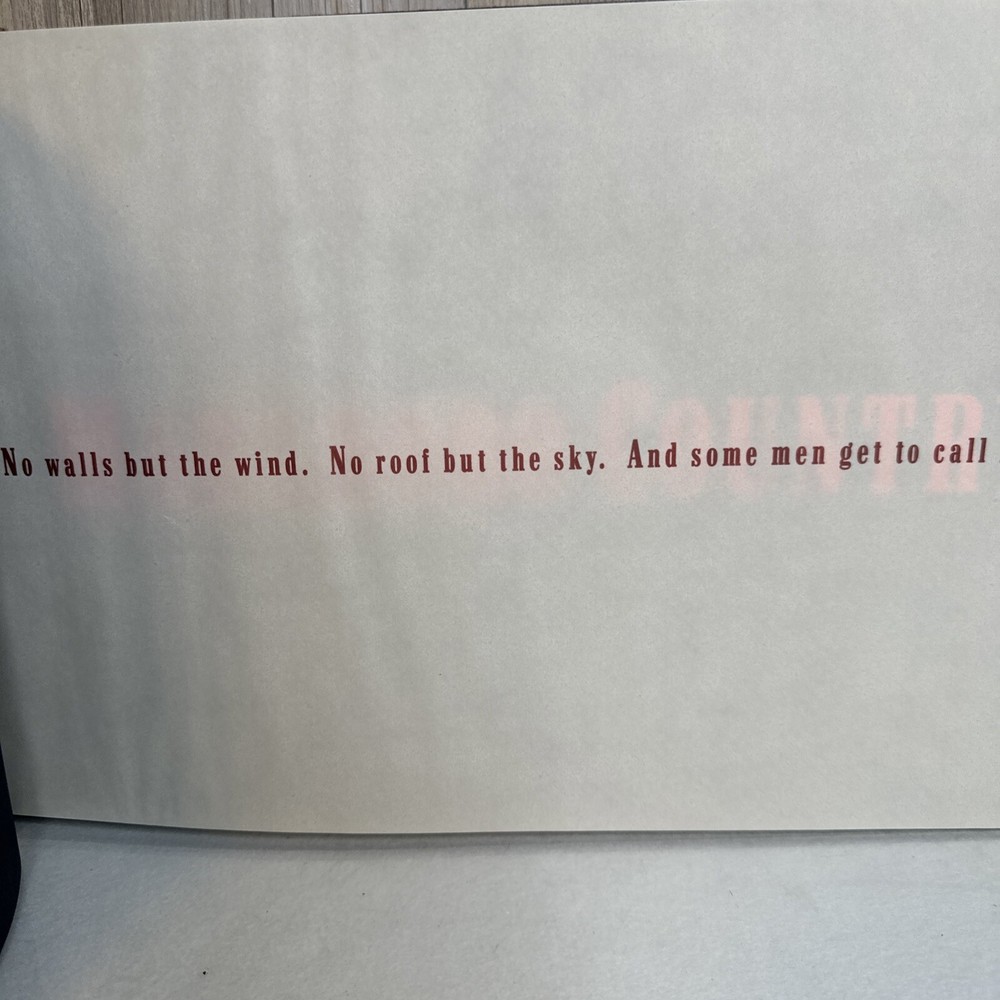 No walls but the wind. No roof but the sky. And some men get to call